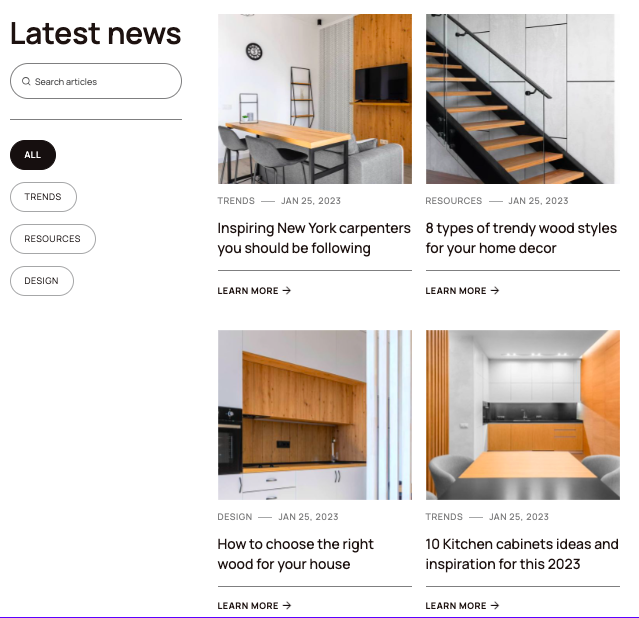 Latest news
Search articles
ALL
TRENDS
RESOURCES
DESIGN
TRENDS — JAN 25, 2023
Inspiring New York carpenters
you should be following
LEARN MORE →
RESOURCES — JAN 25, 2023
8 types of trendy wood styles
for your home decor
LEARN MORE →
DESIGN — JAN 25, 2023
How to choose the right
wood for your house
LEARN MORE →
TRENDS — JAN 25, 2023
10 Kitchen cabinets ideas and
inspiration for this 2023
LEARN MORE →